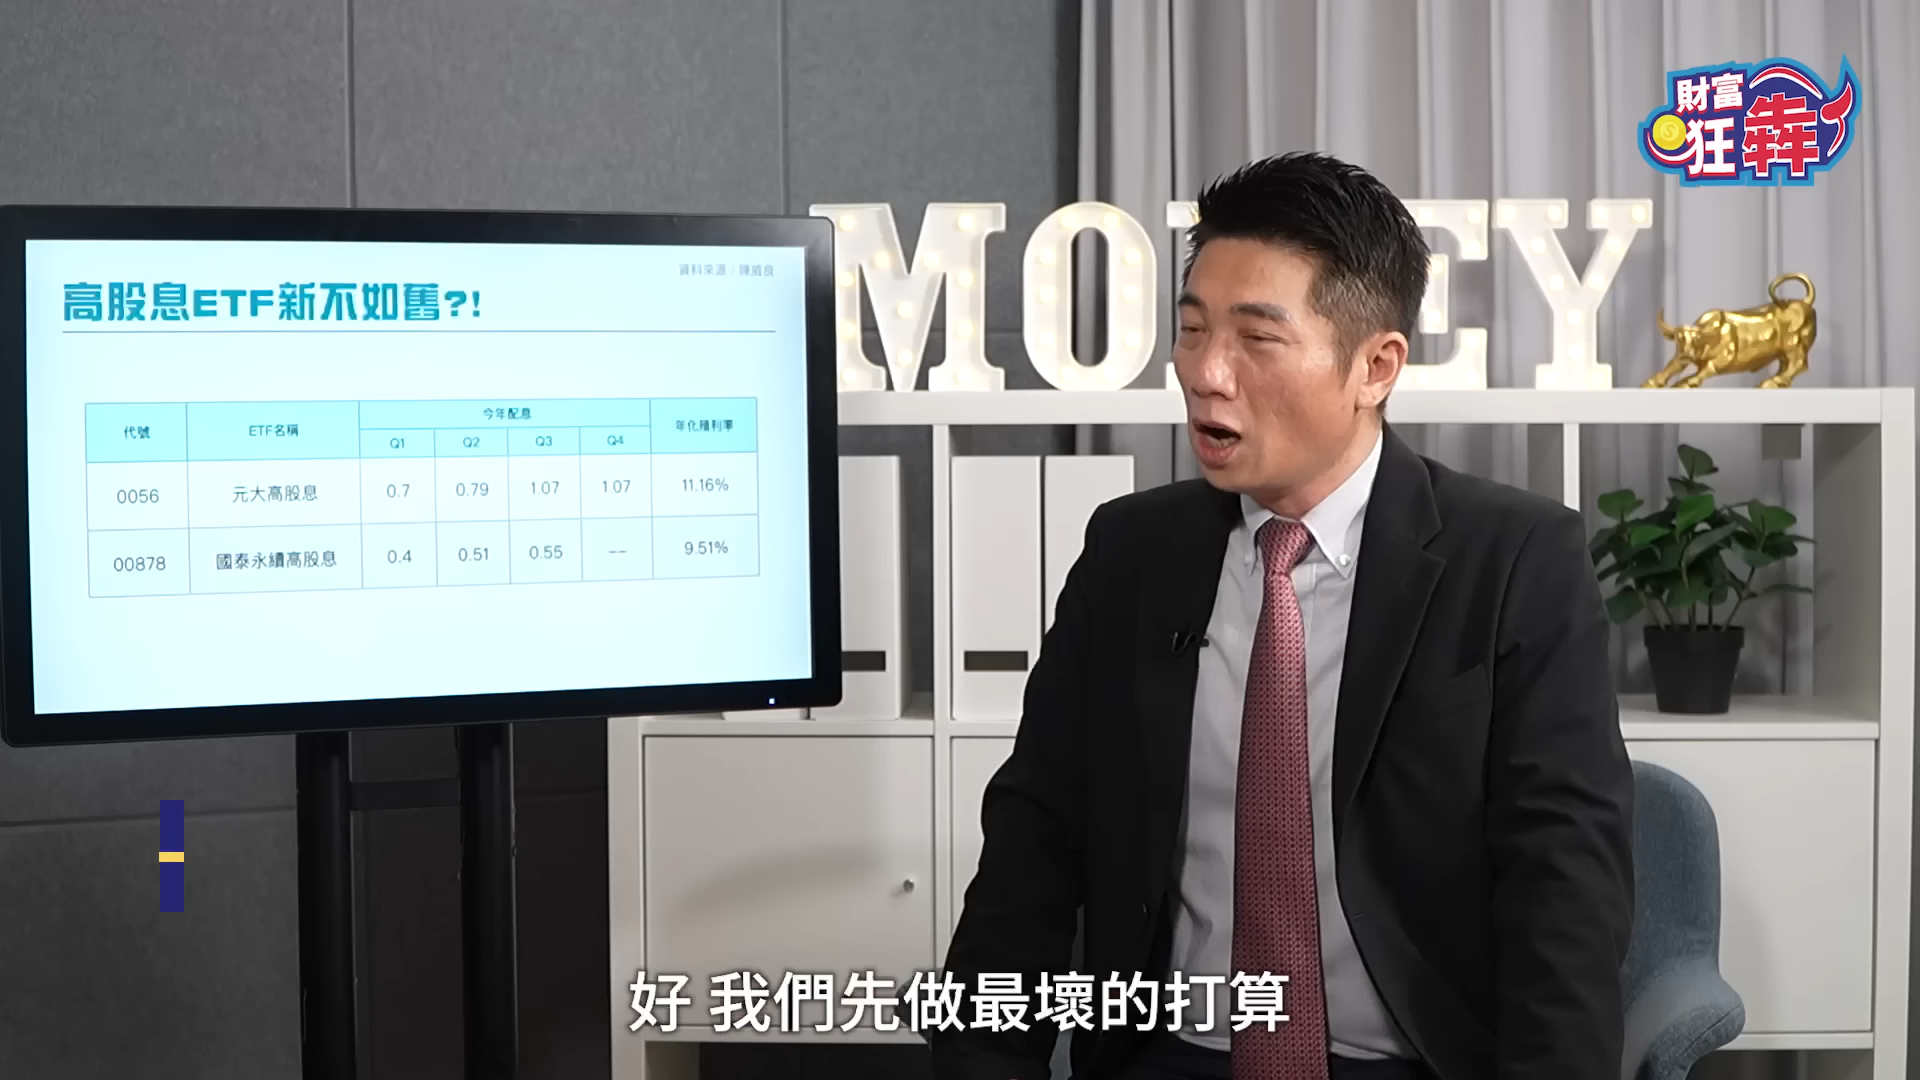 財富
狂犇
MONEY
資料來源：陳威良
高股息ETF新不如舊?!
代號 ETF名稱 今年配息 年化殖利率
Q1 Q2 Q3 Q4
0056 元大高股息 0.7 0.79 1.07 1.07 11.16%
00878 國泰永續高股息 0.4 0.51 0.55 -- 9.51%
好 我們先做最壞的打算